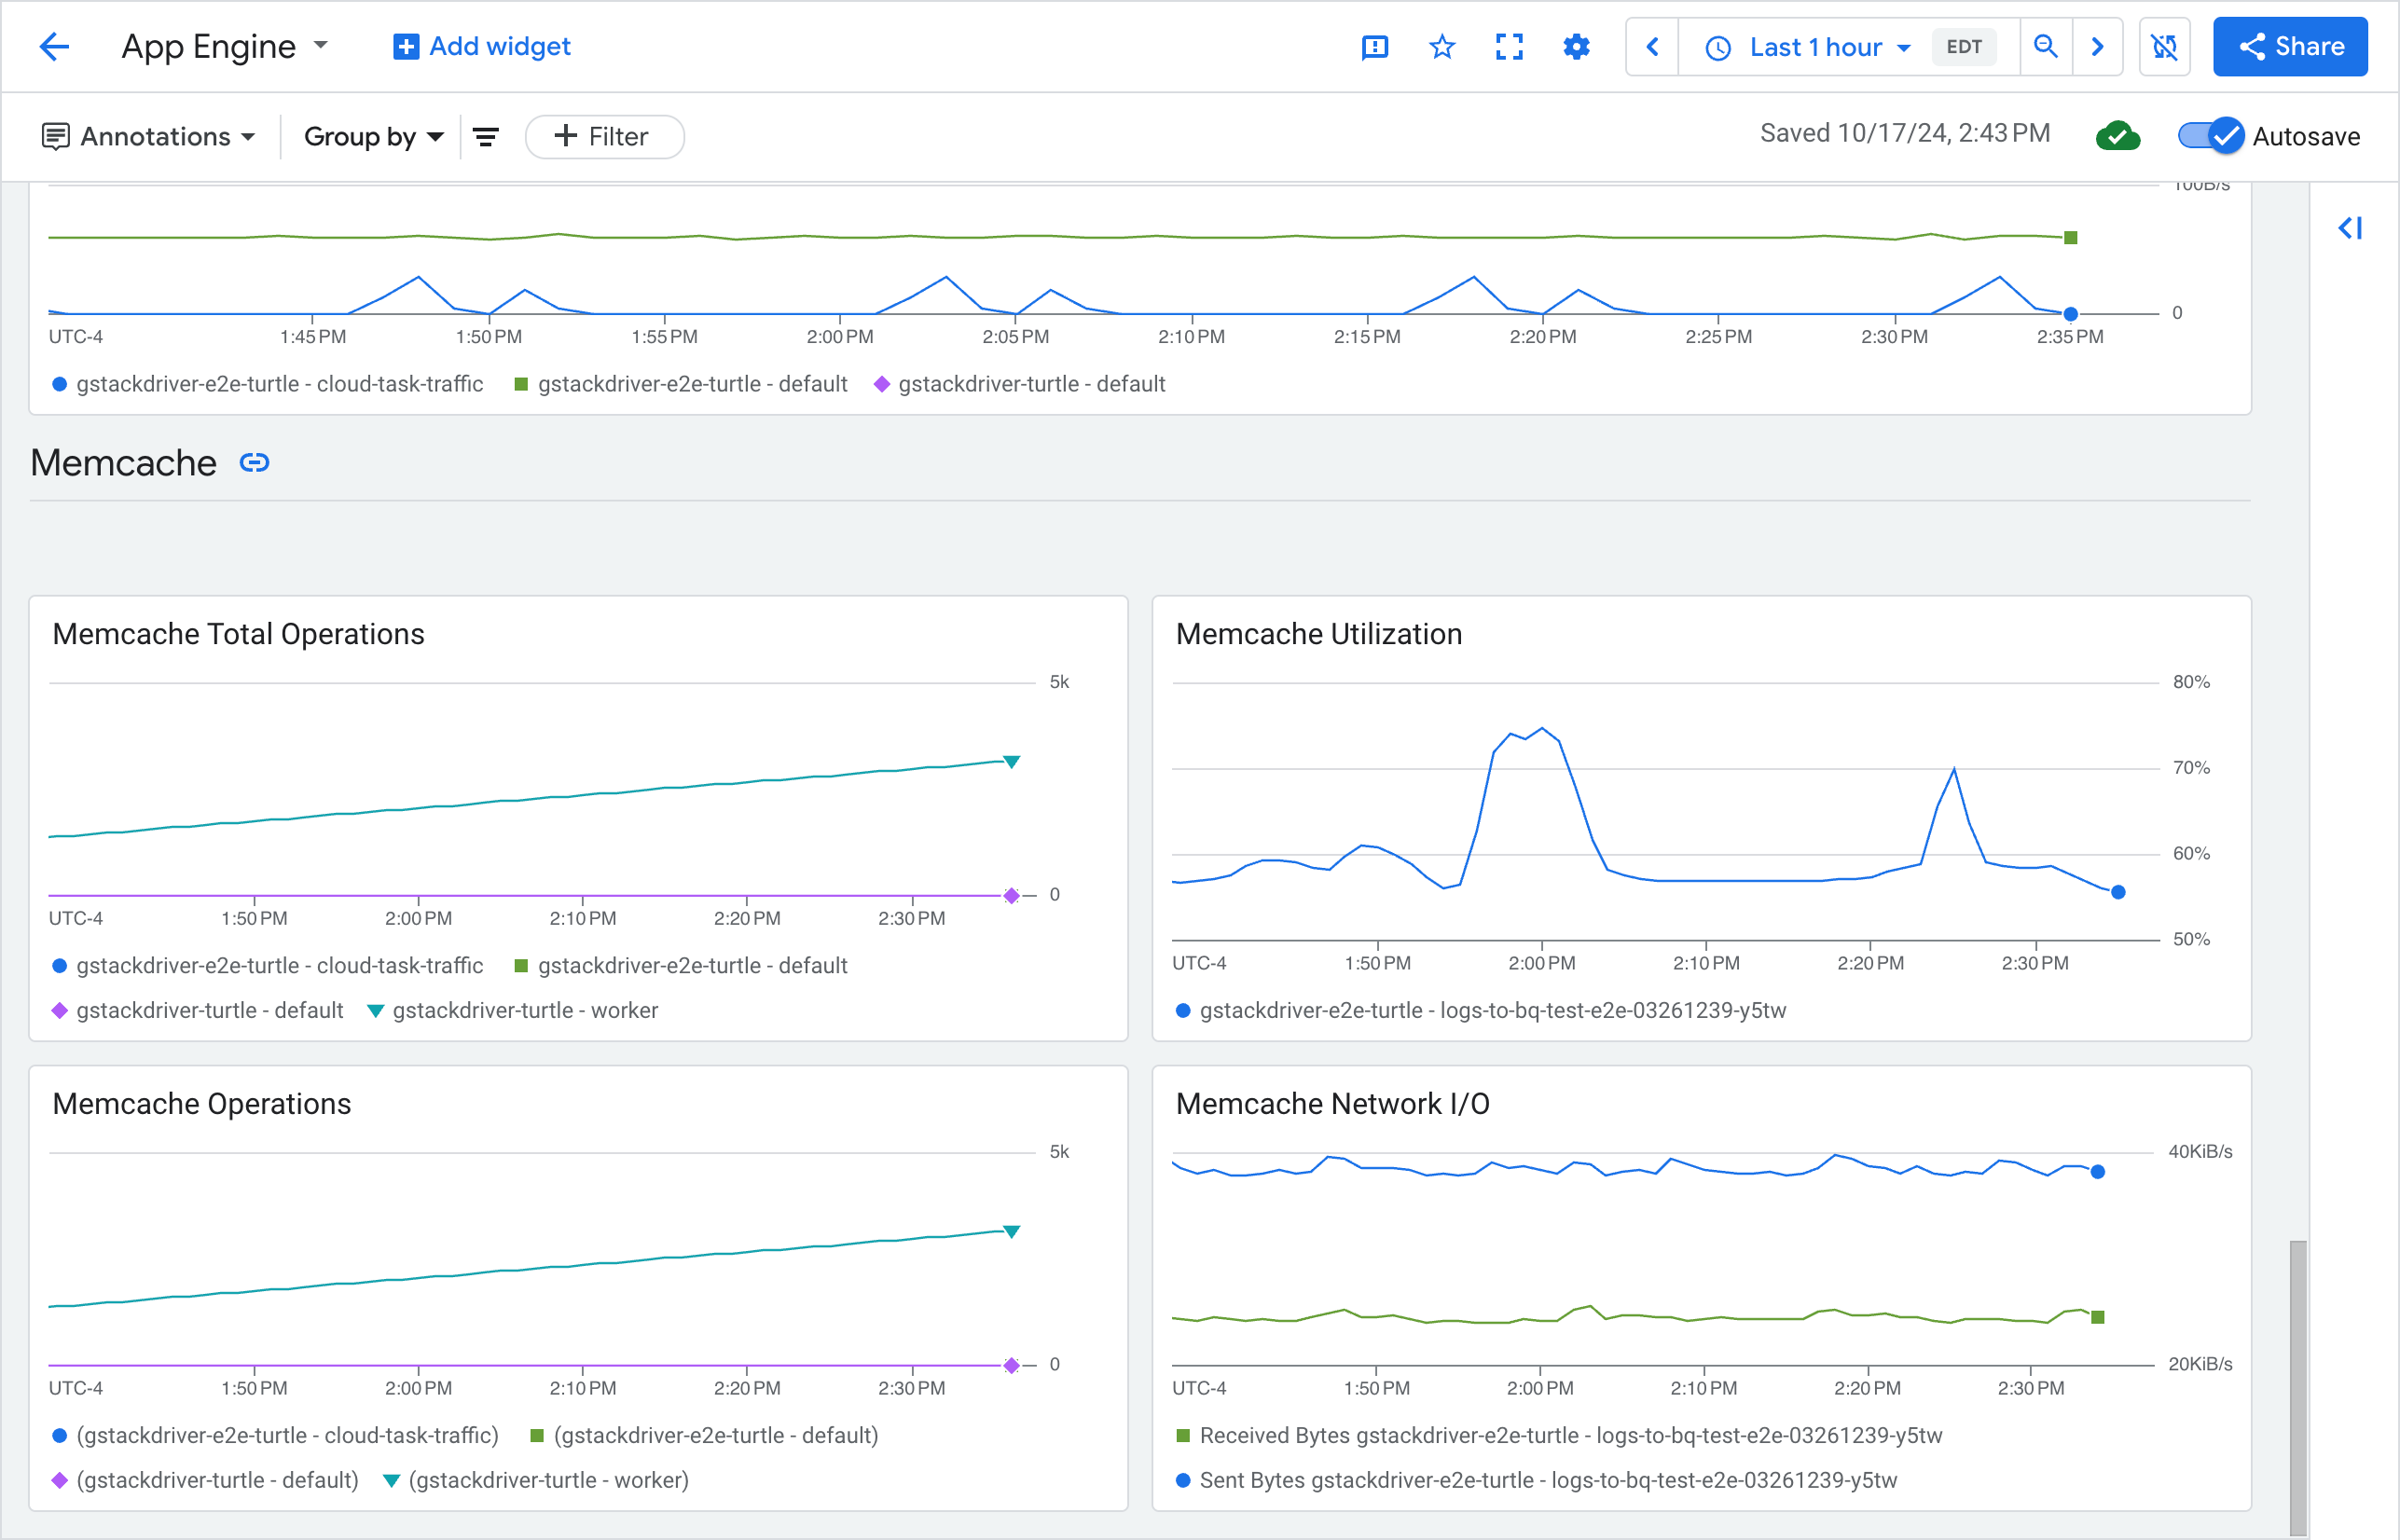 App Engine
Add widget
Last 1 hour
EDT
Share
Annotations
Group by
Filter
Saved 10/17/24, 2:43 PM
Autosave
100B/s
0
UTC-4 1:45 PM 1:50 PM 1:55 PM 2:00 PM 2:05 PM 2:10 PM 2:15 PM 2:20 PM 2:25 PM 2:30 PM 2:35 PM
gstackdriver-e2e-turtle - cloud-task-traffic gstackdriver-e2e-turtle - default gstackdriver-turtle - default
Memcache
Memcache Total Operations
5k
0
UTC-4 1:50 PM 2:00 PM 2:10 PM 2:20 PM 2:30 PM
gstackdriver-e2e-turtle - cloud-task-traffic gstackdriver-e2e-turtle - default
gstackdriver-turtle - default gstackdriver-turtle - worker
Memcache Utilization
80%
70%
60%
50%
UTC-4 1:50 PM 2:00 PM 2:10 PM 2:20 PM 2:30 PM
gstackdriver-e2e-turtle - logs-to-bq-test-e2e-03261239-y5tw
Memcache Operations
5k
0
UTC-4 1:50 PM 2:00 PM 2:10 PM 2:20 PM 2:30 PM
(gstackdriver-e2e-turtle - cloud-task-traffic) (gstackdriver-e2e-turtle - default)
(gstackdriver-turtle - default) (gstackdriver-turtle - worker)
Memcache Network I/O
40KiB/s
20KiB/s
UTC-4 1:50 PM 2:00 PM 2:10 PM 2:20 PM 2:30 PM
Received Bytes gstackdriver-e2e-turtle - logs-to-bq-test-e2e-03261239-y5tw
Sent Bytes gstackdriver-e2e-turtle - logs-to-bq-test-e2e-03261239-y5tw